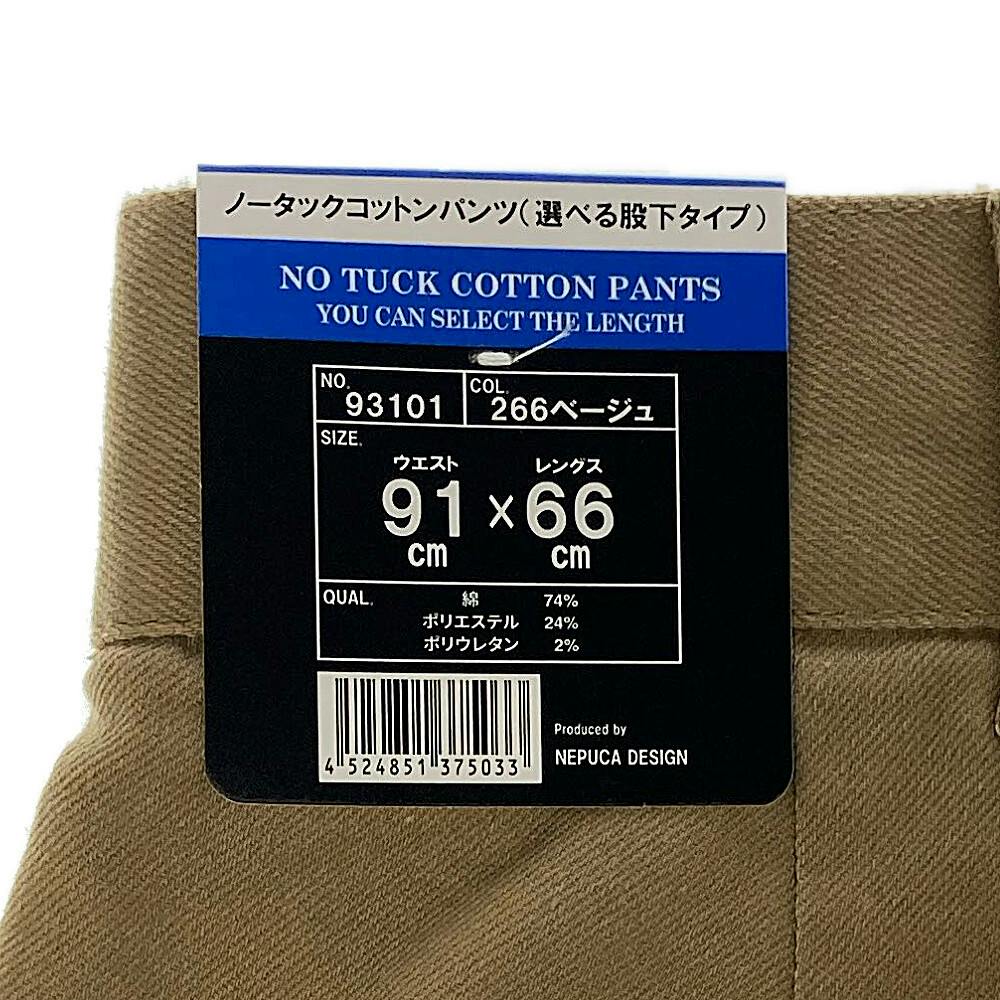 ノータックコットンパンツ(選べる股下タイプ)
NO TUCK COTTON PANTS
YOU CAN SELECT THE LENGTH
NO. 93101 COL. 266ベージュ
SIZE.
ウエスト レングス
91 × 66
cm cm
QUAL. 綿 74%
ポリエステル 24%
ポリウレタン 2%
Produced by
NEPUCA DESIGN
4 524851 375033